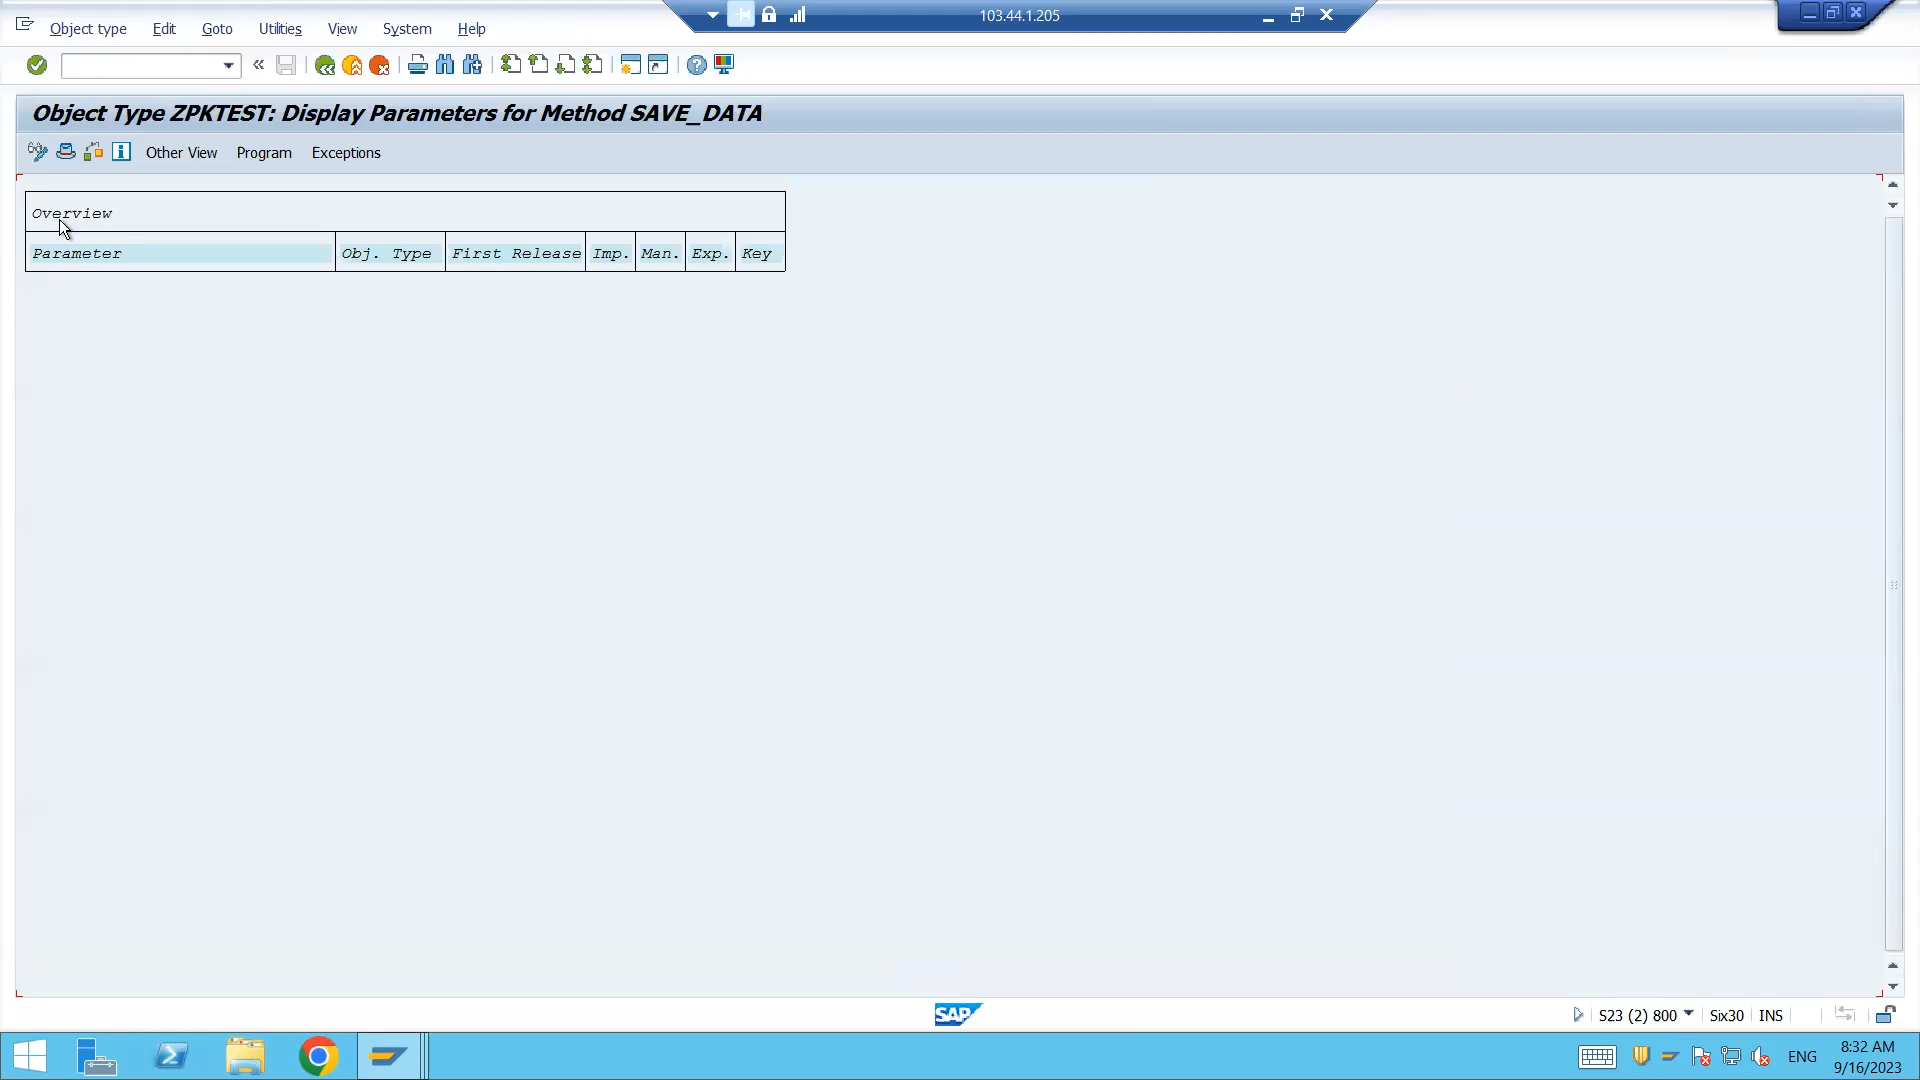 103.44.1.205
Object type Edit Goto Utilities View System Help
Object Type ZPKTEST: Display Parameters for Method SAVE_DATA
Other View Program Exceptions
Overview
Parameter Obj. Type First Release Imp. Man. Exp. Key
SAP
S23 (2) 800 Six30 INS
ENG
8:32 AM
9/16/2023